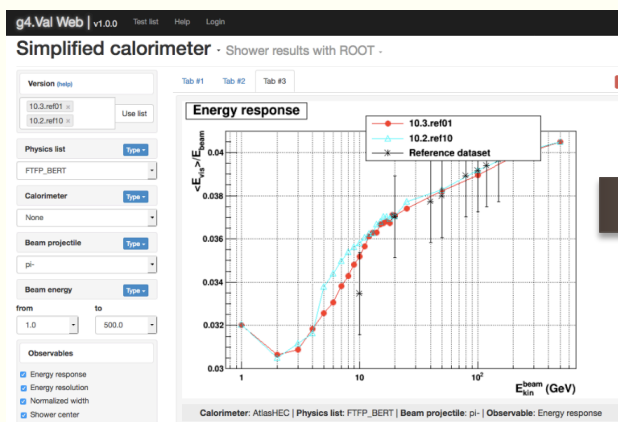 g4.Val Web | v1.0.0 Test list Help Login
Simplified calorimeter · Shower results with ROOT -
Version (help)
10.3.ref01 ×
10.2.ref10 ×
Use list
Physics list Type
FTFP_BERT
Calorimeter Type
None
Beam projectile Type
pi-
Beam energy Type
from to
1.0 500.0
Observables
Energy response
Energy resolution
Normalized width
Shower center
Tab #1 Tab #2 Tab #3
Energy response
10.3.ref01
10.2.ref10
Reference dataset
<E_vis>/E_beam
0.04
0.038
0.036
0.034
0.032
0.03
1 10 10²
E^beam_kin (GeV)
Calorimeter: AtlasHEC | Physics list: FTFP_BERT | Beam projectile: pi- | Observable: Energy response